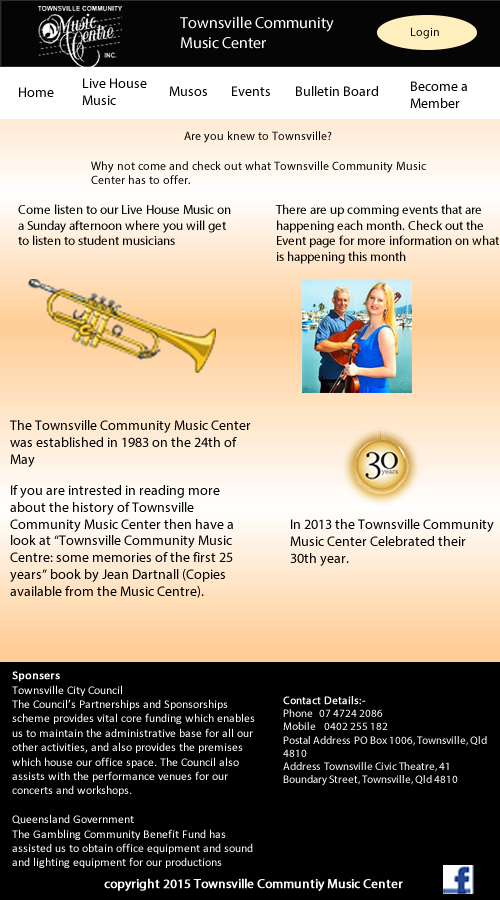 TOWNSVILLE COMMUNITY
Music
Centre
INC.
Townsville Community
Music Center
Login
Home
Live House
Music
Musos
Events
Bulletin Board
Become a
Member
Are you knew to Townsville?
Why not come and check out what Townsville Community Music
Center has to offer.
Come listen to our Live House Music on
a Sunday afternoon where you will get
to listen to student musicians
There are up comming events that are
happening each month. Check out the
Event page for more information on what
is happening this month
The Townsville Community Music Center
was established in 1983 on the 24th of
May
If you are intrested in reading more
about the history of Townsville
Community Music Center then have a
look at “Townsville Community Music
Centre: some memories of the first 25
years” book by Jean Dartnall (Copies
available from the Music Centre).
30
years
In 2013 the Townsville Community
Music Center Celebrated their
30th year.
Sponsers
Townsville City Council
The Council’s Partnerships and Sponsorships
scheme provides vital core funding which enables
us to maintain the administrative base for all our
other activities, and also provides the premises
which house our office space. The Council also
assists with the performance venues for our
concerts and workshops.
Queensland Government
The Gambling Community Benefit Fund has
assisted us to obtain office equipment and sound
and lighting equipment for our productions
Contact Details:-
Phone 07 4724 2086
Mobile 0402 255 182
Postal Address PO Box 1006, Townsville, Qld
4810
Address Townsville Civic Theatre, 41
Boundary Street, Townsville, Qld 4810
copyright 2015 Townsville Communtiy Music Center
f